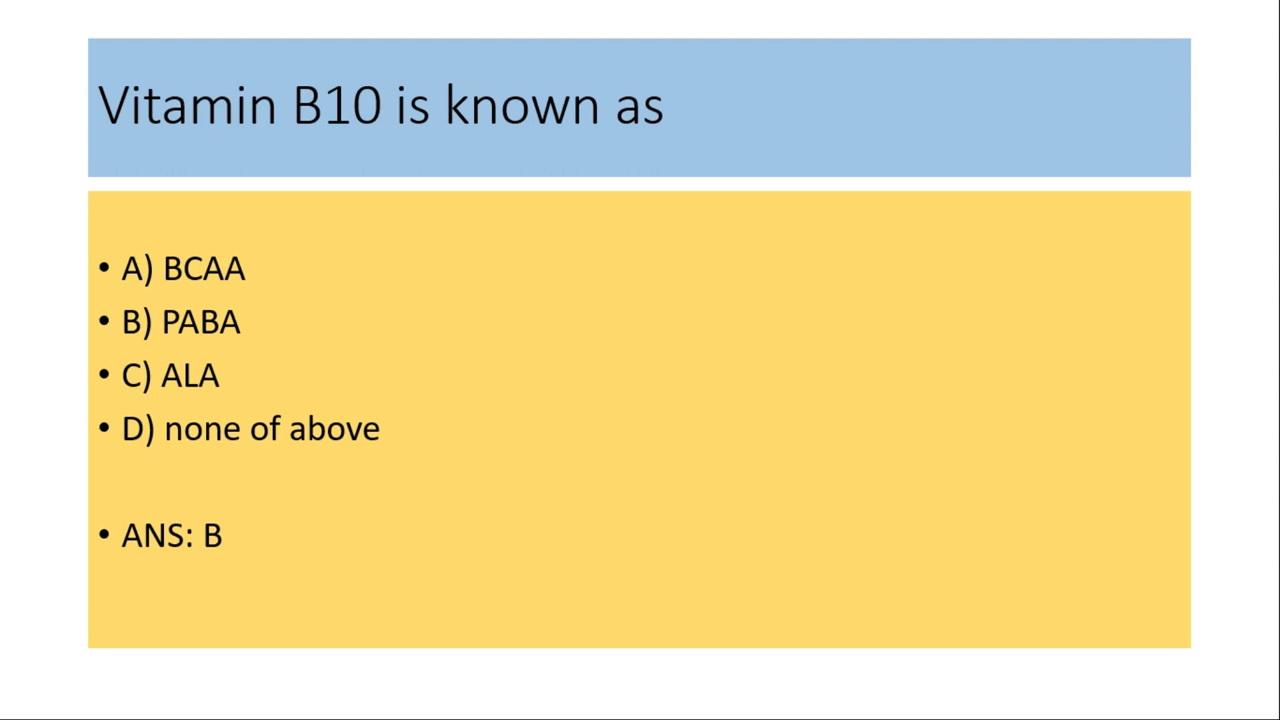 Vitamin B10 is known as
• A) BCAA
• B) PABA
• C) ALA
• D) none of above
• ANS: B